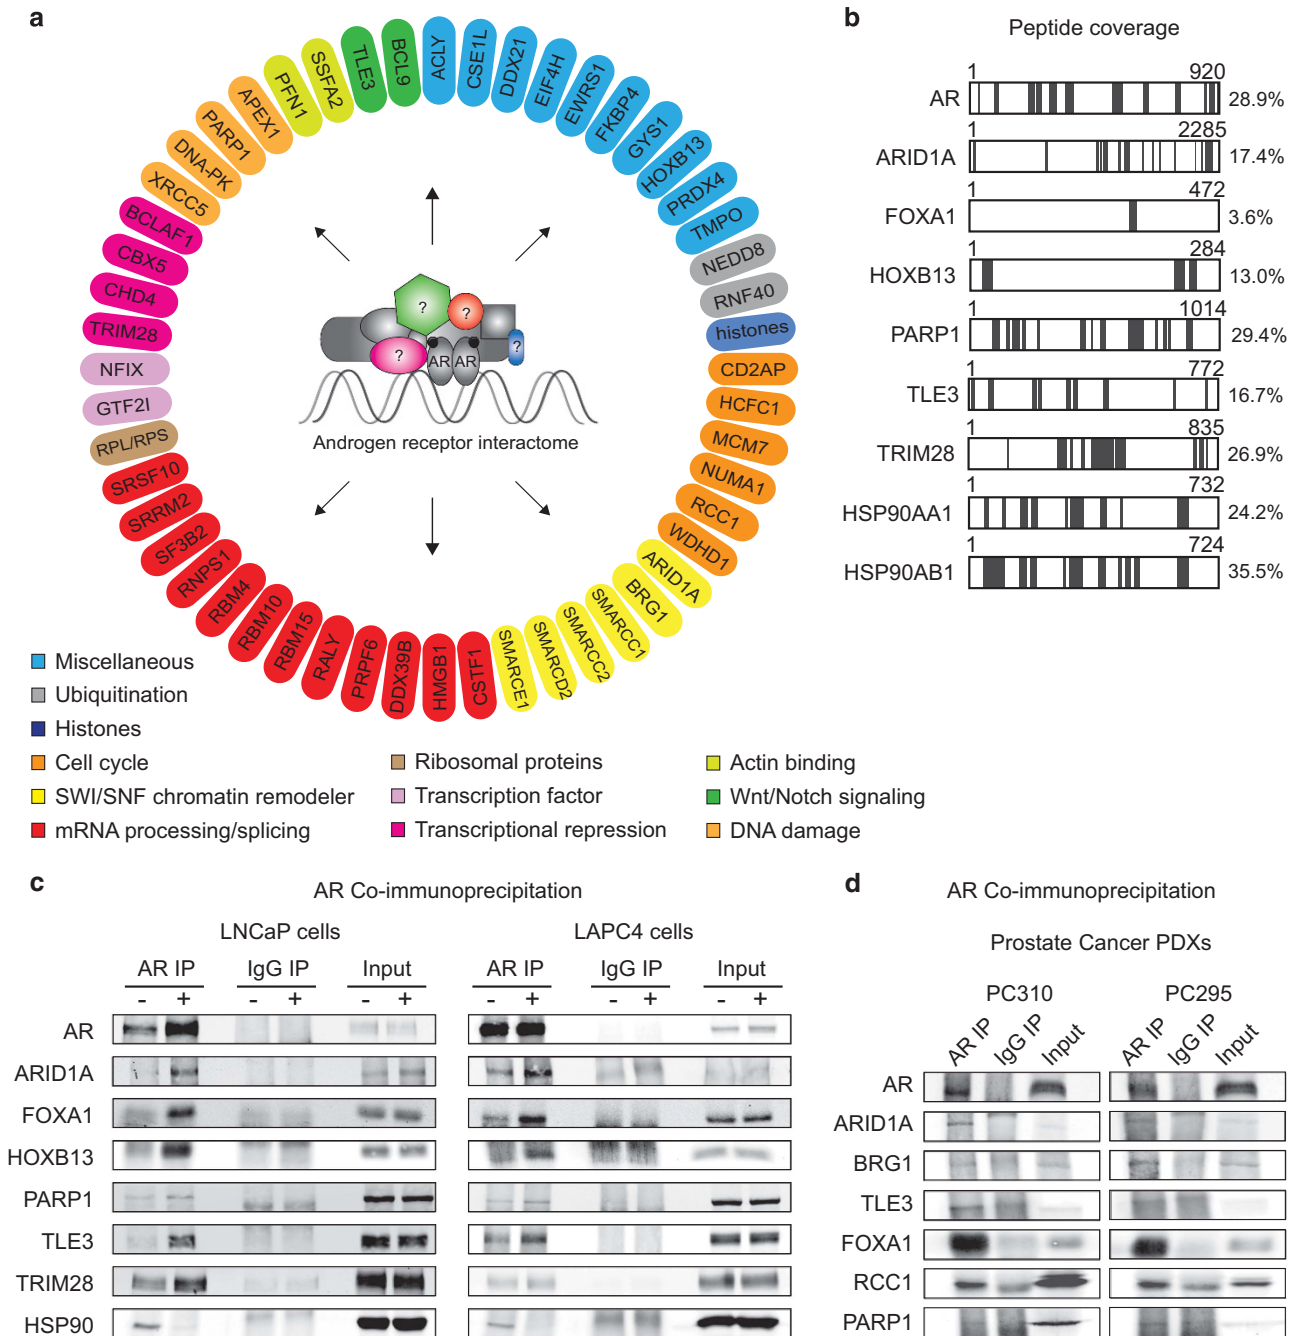 a
ACLY
CSE1L
DDX21
EIF4H
EWRS1
FKBP4
GYS1
HOXB13
PRDX4
TMPO
NEDD8
RNF40
histones
CD2AP
HCFC1
MCM7
NUMA1
RCC1
WDHD1
ARID1A
BRG1
SMARCC1
SMARCC2
SMARCD2
SMARCE1
CSTF1
HMGB1
DDX39B
PRPF6
RALY
RBM15
RBM10
RBM4
RNPS1
SF3B2
SRRM2
SRSF10
RPL/RPS
GTF2I
NFIX
TRIM28
CHD4
CBX5
BCLAF1
XRCC5
DNA-PK
PARP1
APEX1
PFN1
SSFA2
TLE3
BCL9
?
?
?
?
AR AR
Androgen receptor interactome
Miscellaneous
Ubiquitination
Histones
Cell cycle
SWI/SNF chromatin remodeler
mRNA processing/splicing
Ribosomal proteins
Transcription factor
Transcriptional repression
Actin binding
Wnt/Notch signaling
DNA damage
b
Peptide coverage
1 920
AR 28.9%
1 2285
ARID1A 17.4%
1 472
FOXA1 3.6%
1 284
HOXB13 13.0%
1 1014
PARP1 29.4%
1 772
TLE3 16.7%
1 835
TRIM28 26.9%
1 732
HSP90AA1 24.2%
1 724
HSP90AB1 35.5%
c
AR Co-immunoprecipitation
LNCaP cells LAPC4 cells
AR IP IgG IP Input AR IP IgG IP Input
- + - + - + - + - + - +
AR
ARID1A
FOXA1
HOXB13
PARP1
TLE3
TRIM28
HSP90
d
AR Co-immunoprecipitation
Prostate Cancer PDXs
PC310 PC295
AR IP IgG IP Input AR IP IgG IP Input
AR
ARID1A
BRG1
TLE3
FOXA1
RCC1
PARP1